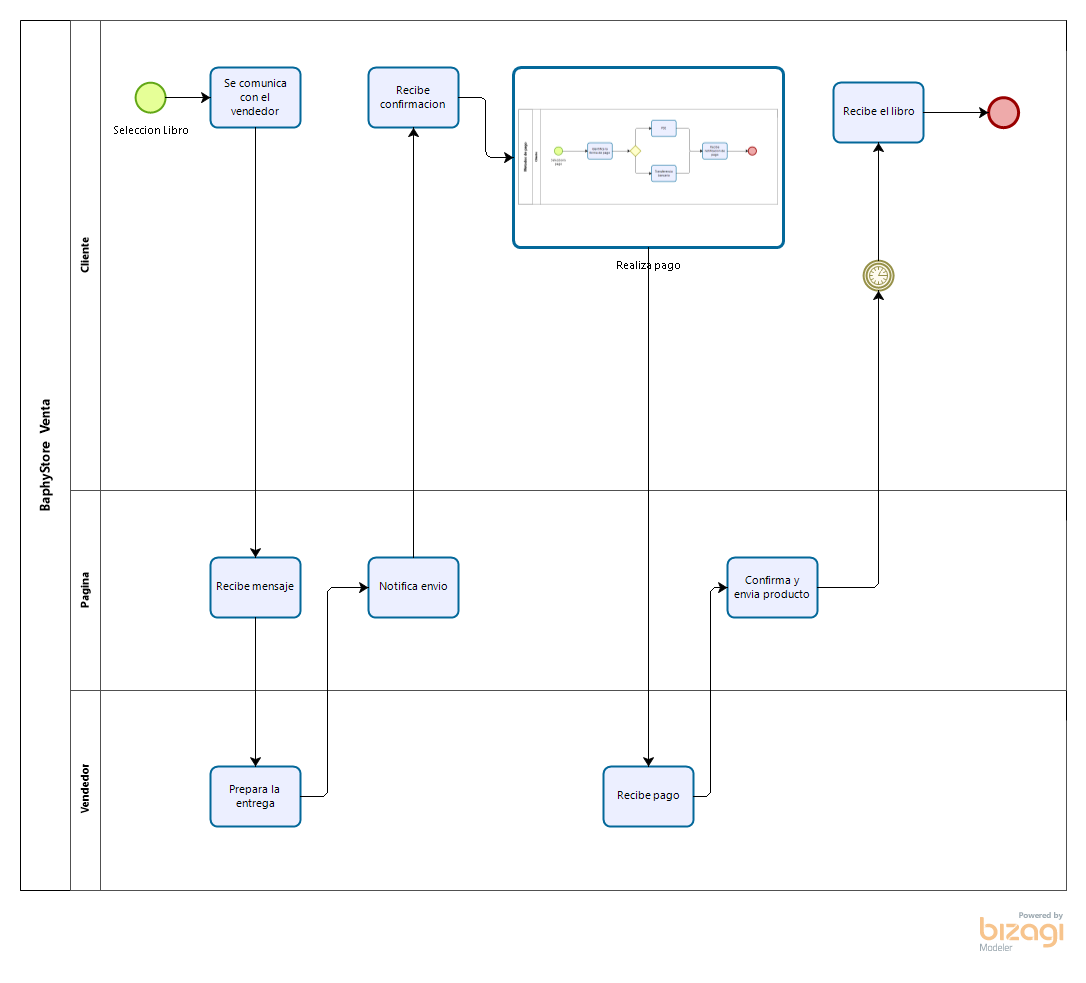 BaphyStore Venta
Cliente
Pagina
Vendedor
Seleccion Libro
Se comunica
con el
vendedor
Recibe
confirmacion
Realiza pago
Recibe el libro
Recibe mensaje
Notifica envio
Confirma y
envia producto
Prepara la
entrega
Recibe pago
Powered by
bizagi
Modeler